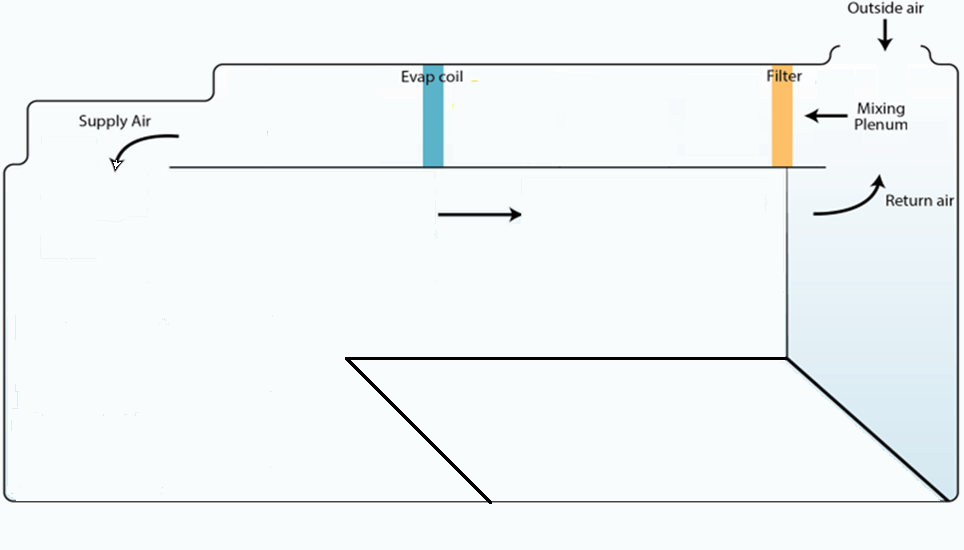 Outside air
Evap coil
Filter
Supply Air
Mixing
Plenum
Return air